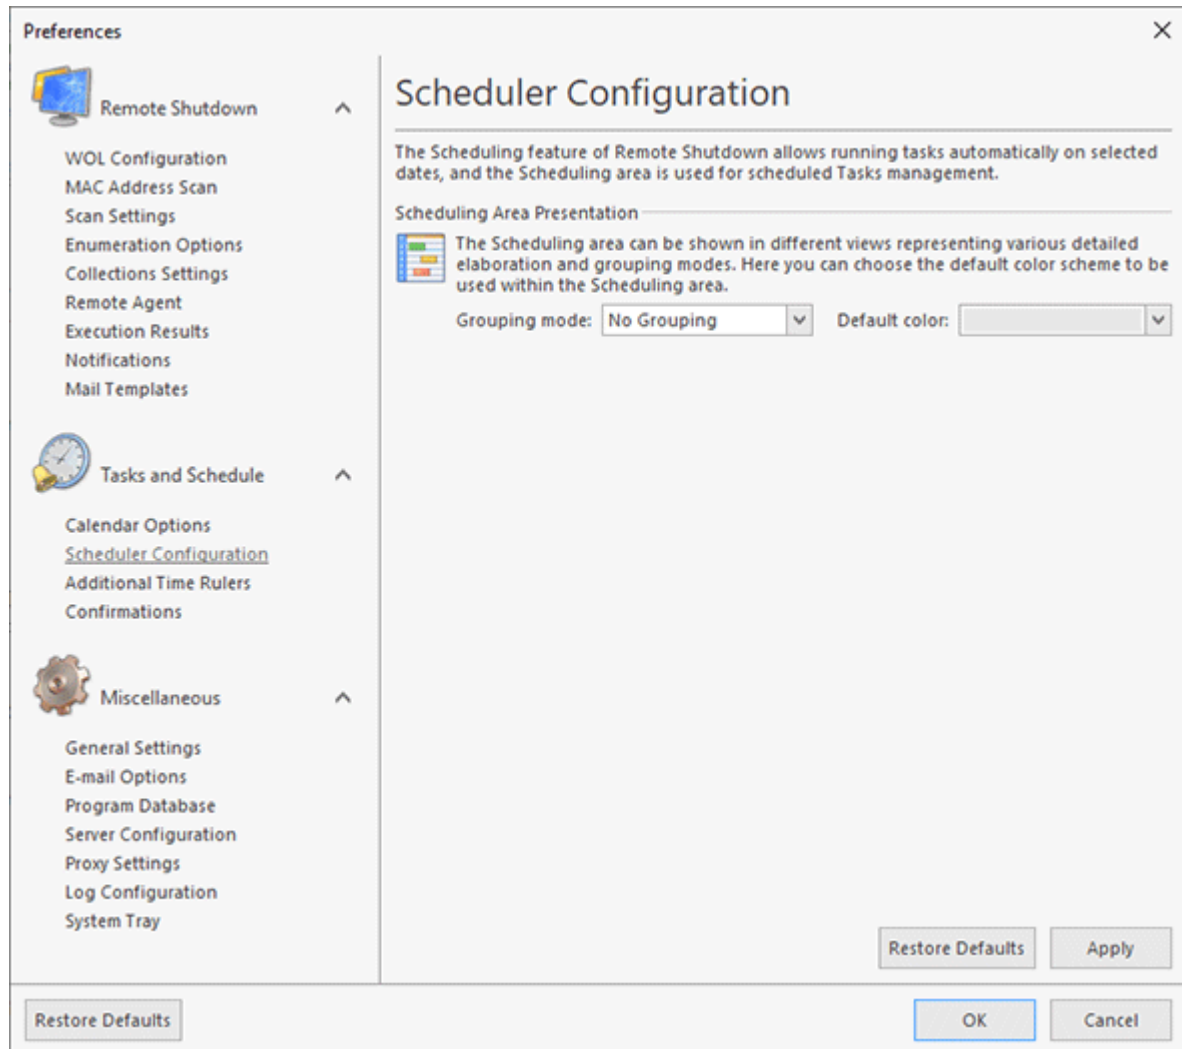 Preferences
Remote Shutdown
WOL Configuration
MAC Address Scan
Scan Settings
Enumeration Options
Collections Settings
Remote Agent
Execution Results
Notifications
Mail Templates
Tasks and Schedule
Calendar Options
Scheduler Configuration
Additional Time Rulers
Confirmations
Miscellaneous
General Settings
E-mail Options
Program Database
Server Configuration
Proxy Settings
Log Configuration
System Tray
Scheduler Configuration
The Scheduling feature of Remote Shutdown allows running tasks automatically on selected
dates, and the Scheduling area is used for scheduled Tasks management.
Scheduling Area Presentation
The Scheduling area can be shown in different views representing various detailed
elaboration and grouping modes. Here you can choose the default color scheme to be
used within the Scheduling area.
Grouping mode: No Grouping Default color:
Restore Defaults Apply
Restore Defaults OK Cancel